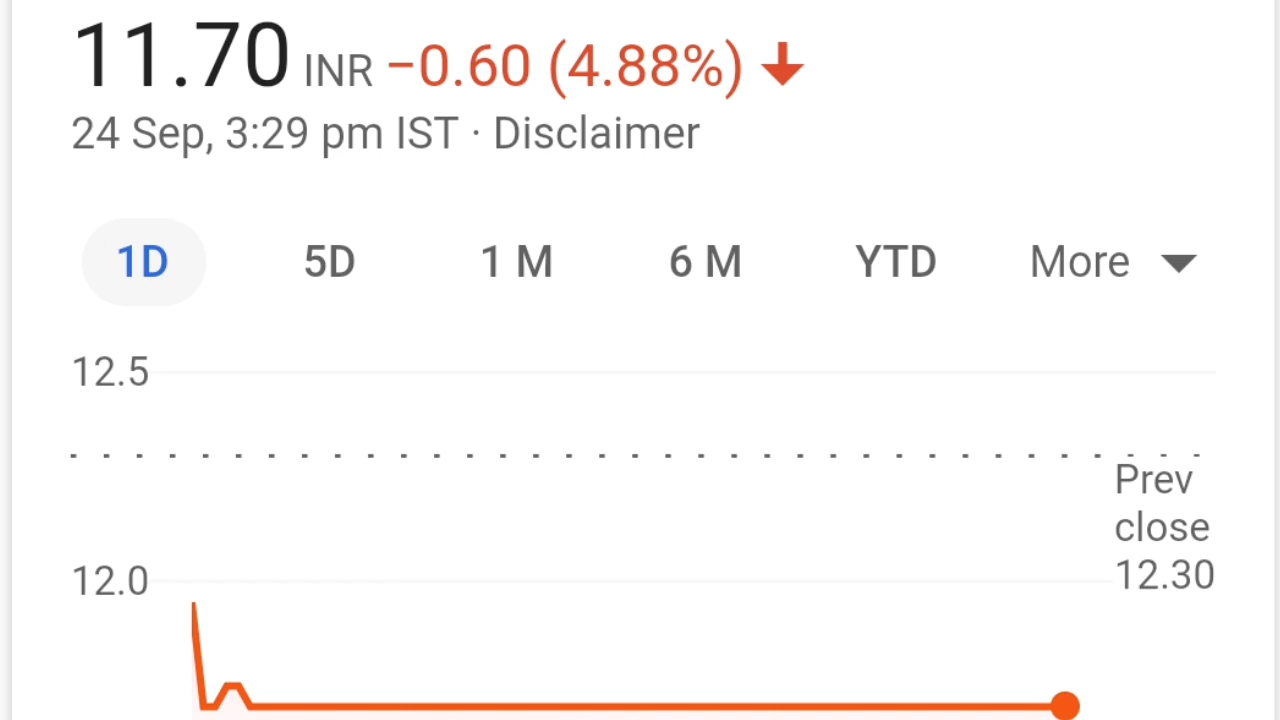 11.70 INR −0.60 (4.88%)
24 Sep, 3:29 pm IST · Disclaimer
1D 5D 1 M 6 M YTD More
12.5
Prev
close
12.30
12.0